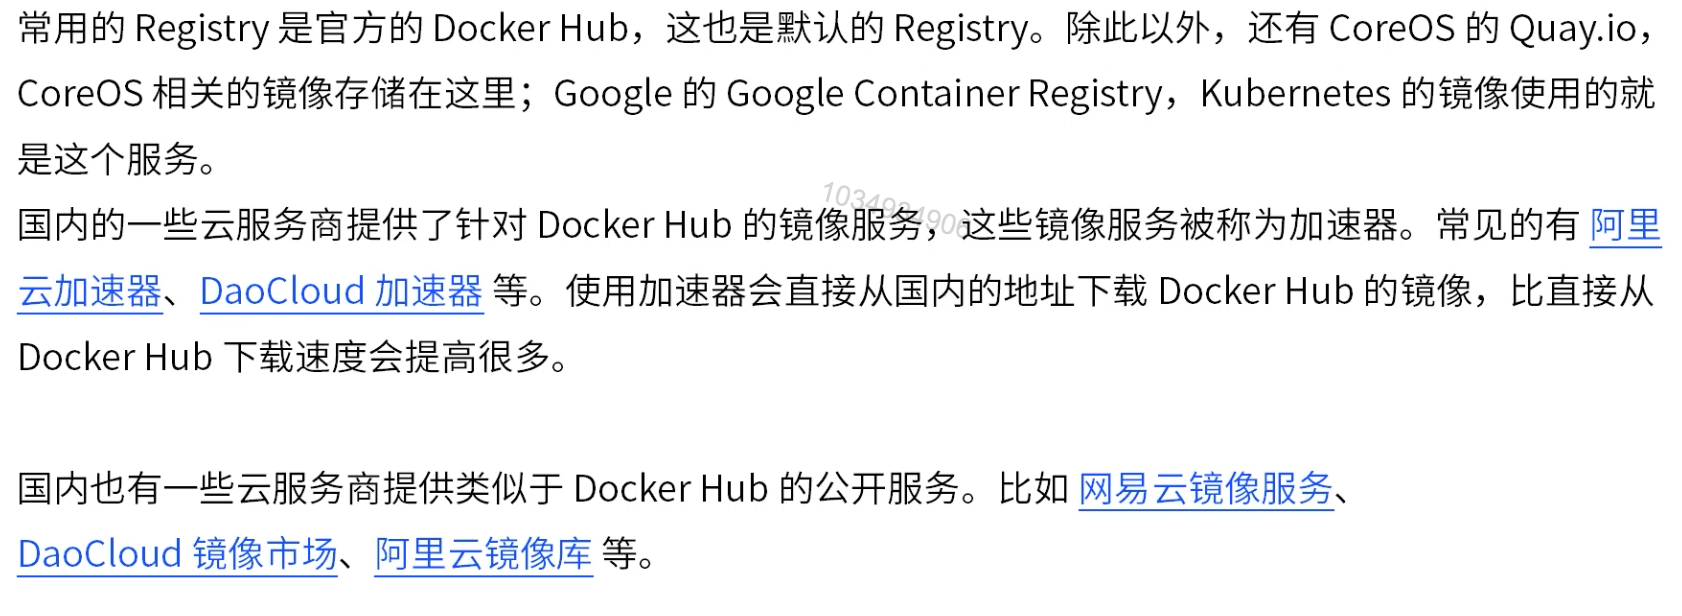 常用的 Registry 是官方的 Docker Hub，这也是默认的 Registry。除此以外，还有 CoreOS 的 Quay.io，
CoreOS 相关的镜像存储在这里；Google 的 Google Container Registry，Kubernetes 的镜像使用的就
是这个服务。
国内的一些云服务商提供了针对 Docker Hub 的镜像服务，这些镜像服务被称为加速器。常见的有 阿里
云加速器、DaoCloud 加速器 等。使用加速器会直接从国内的地址下载 Docker Hub 的镜像，比直接从
Docker Hub 下载速度会提高很多。
国内也有一些云服务商提供类似于 Docker Hub 的公开服务。比如 网易云镜像服务、
DaoCloud 镜像市场、阿里云镜像库 等。